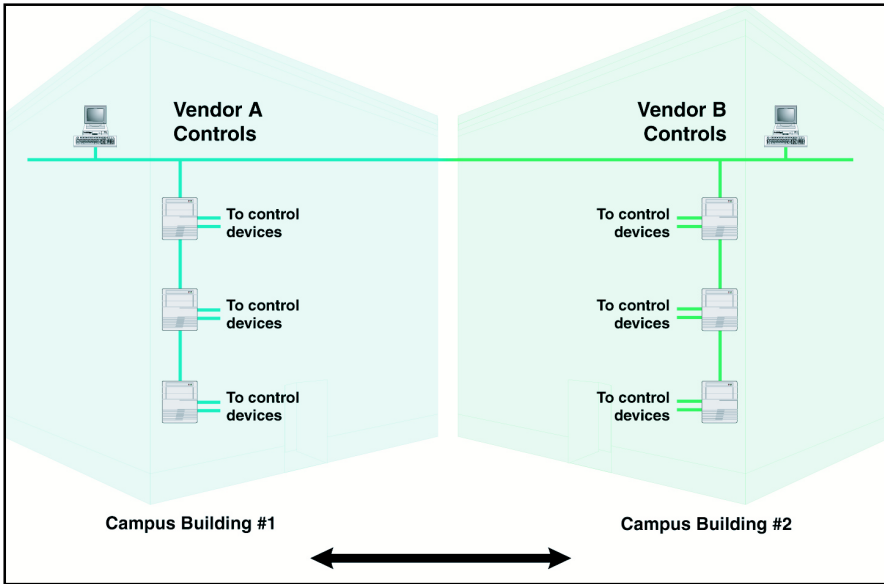 Vendor A
Controls
Vendor B
Controls
To control
devices
To control
devices
To control
devices
To control
devices
To control
devices
To control
devices
Campus Building #1
Campus Building #2